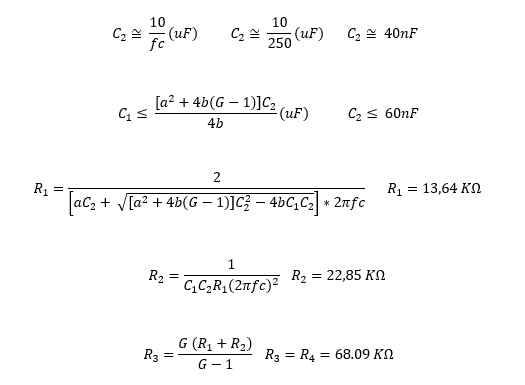 C₂ ≅ 10/fc (uF) C₂ ≅ 10/250 (uF) C₂ ≅ 40nF
C₁ ≤ [a² + 4b(G − 1)]C₂/4b (uF) C₂ ≤ 60nF
R₁ = 2/[aC₂ + √([a² + 4b(G − 1)]C₂² − 4bC₁C₂)] ∗ 2πfc R₁ = 13,64 KΩ
R₂ = 1/C₁C₂R₁(2πfc)² R₂ = 22,85 KΩ
R₃ = G (R₁ + R₂)/G − 1 R₃ = R₄ = 68.09 KΩ